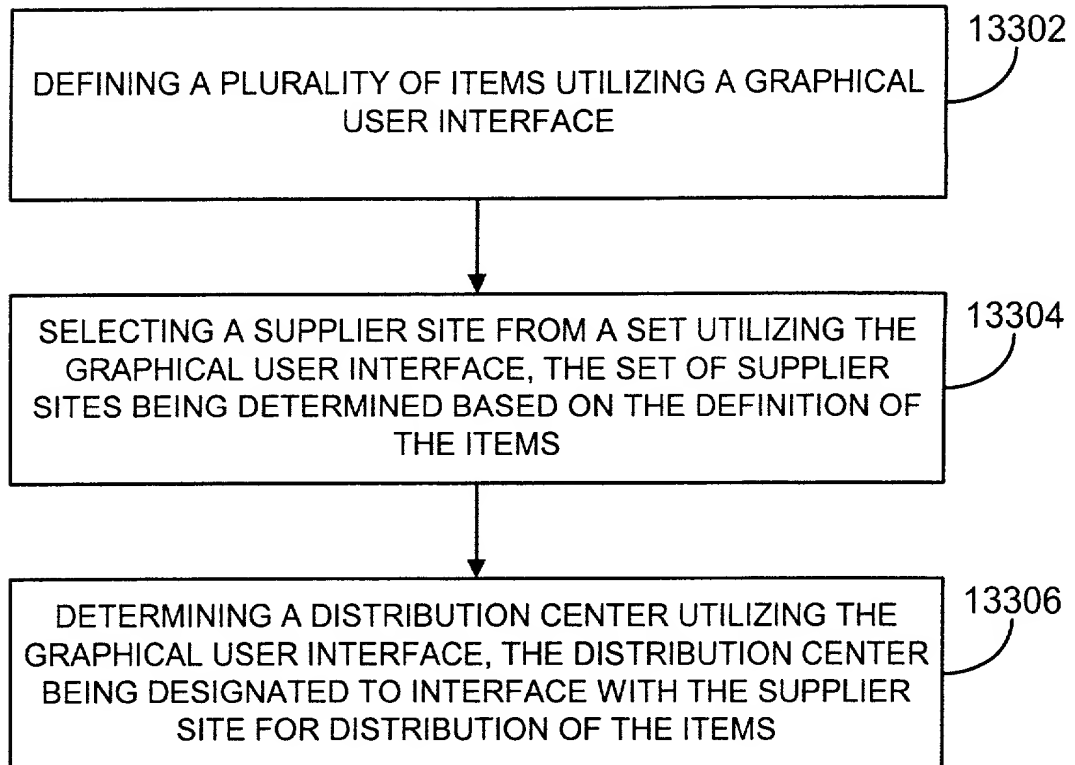 13302
DEFINING A PLURALITY OF ITEMS UTILIZING A GRAPHICAL
USER INTERFACE
13304
SELECTING A SUPPLIER SITE FROM A SET UTILIZING THE
GRAPHICAL USER INTERFACE, THE SET OF SUPPLIER
SITES BEING DETERMINED BASED ON THE DEFINITION OF
THE ITEMS
13306
DETERMINING A DISTRIBUTION CENTER UTILIZING THE
GRAPHICAL USER INTERFACE, THE DISTRIBUTION CENTER
BEING DESIGNATED TO INTERFACE WITH THE SUPPLIER
SITE FOR DISTRIBUTION OF THE ITEMS